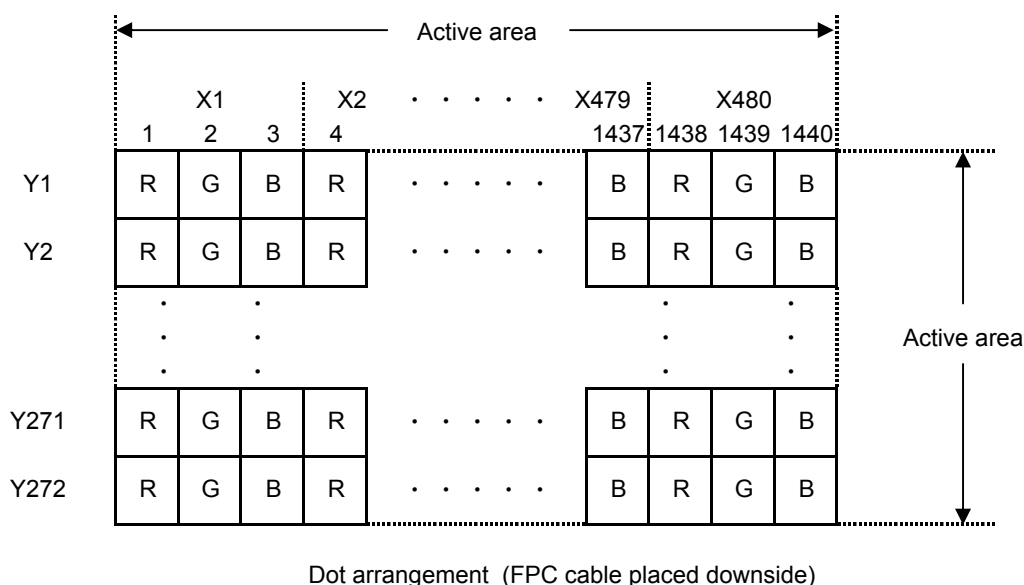 Active area
X1 X2 · · · · · X479 X480
1 2 3 4 1437 1438 1439 1440
Y1 R G B R · · · · · B R G B
Y2 R G B R · · · · · B R G B
Active area
Y271 R G B R · · · · · B R G B
Y272 R G B R · · · · · B R G B
Dot arrangement (FPC cable placed downside)